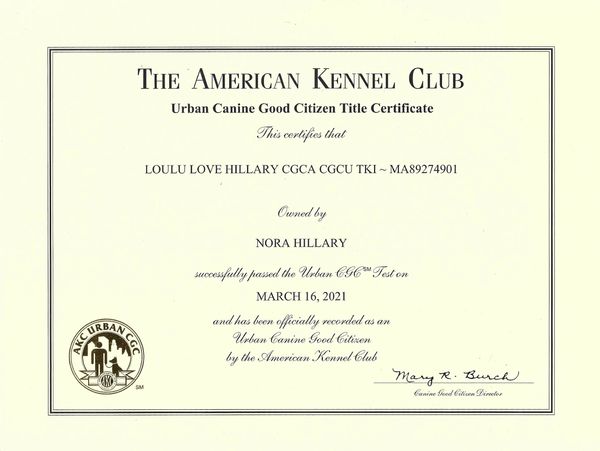 THE AMERICAN KENNEL CLUB
Urban Canine Good Citizen Title Certificate
This certifies that
LOULU LOVE HILLARY CGCA CGCU TKI ~ MA89274901
Owned by
NORA HILLARY
successfully passed the Urban CGC℠ Test on
MARCH 16, 2021
and has been officially recorded as an
Urban Canine Good Citizen
by the American Kennel Club
AKC URBAN CGC
AKC
SM
Mary R. Burch
Canine Good Citizen Director